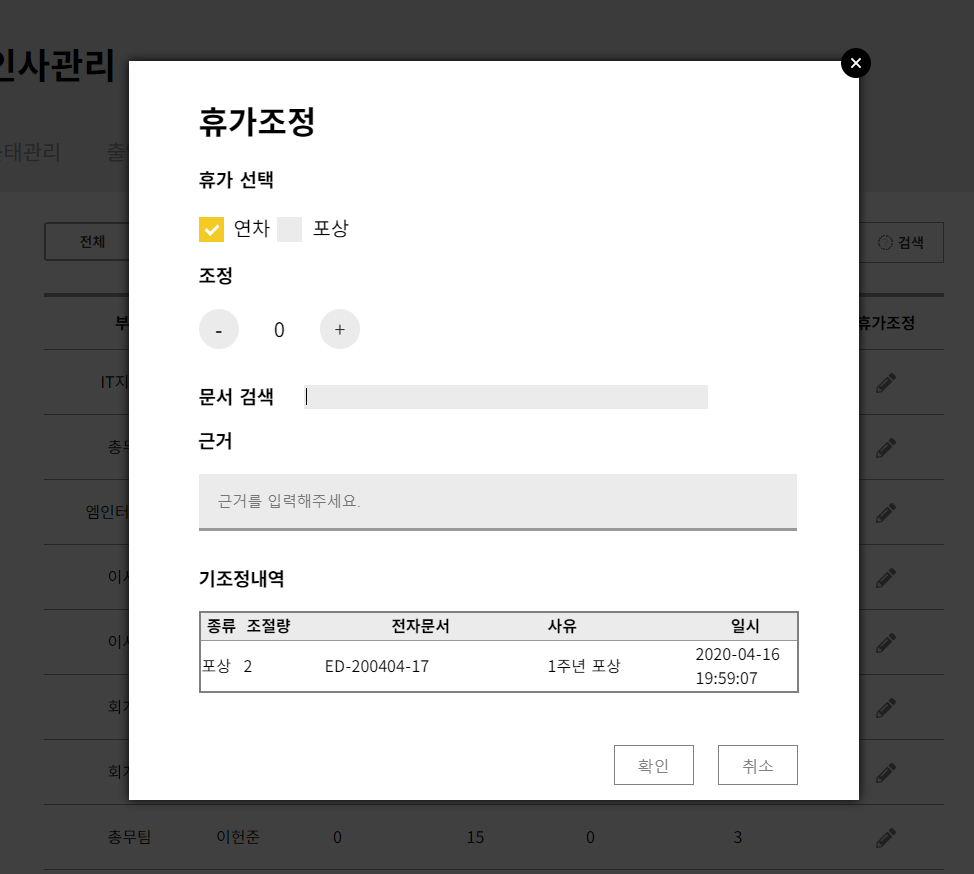 인사관리
태관리 출
전체 검색
휴가조정
휴가 선택
연차 포상
조정
- 0 +
문서 검색
근거
근거를 입력해주세요.
기조정내역
종류 조절량 전자문서 사유 일시
포상 2 ED-200404-17 1주년 포상 2020-04-16
19:59:07
확인 취소
부 휴가조정
IT지
총무
엠인터
이사
이사
회계
회계
총무팀 이헌준 0 15 0 3